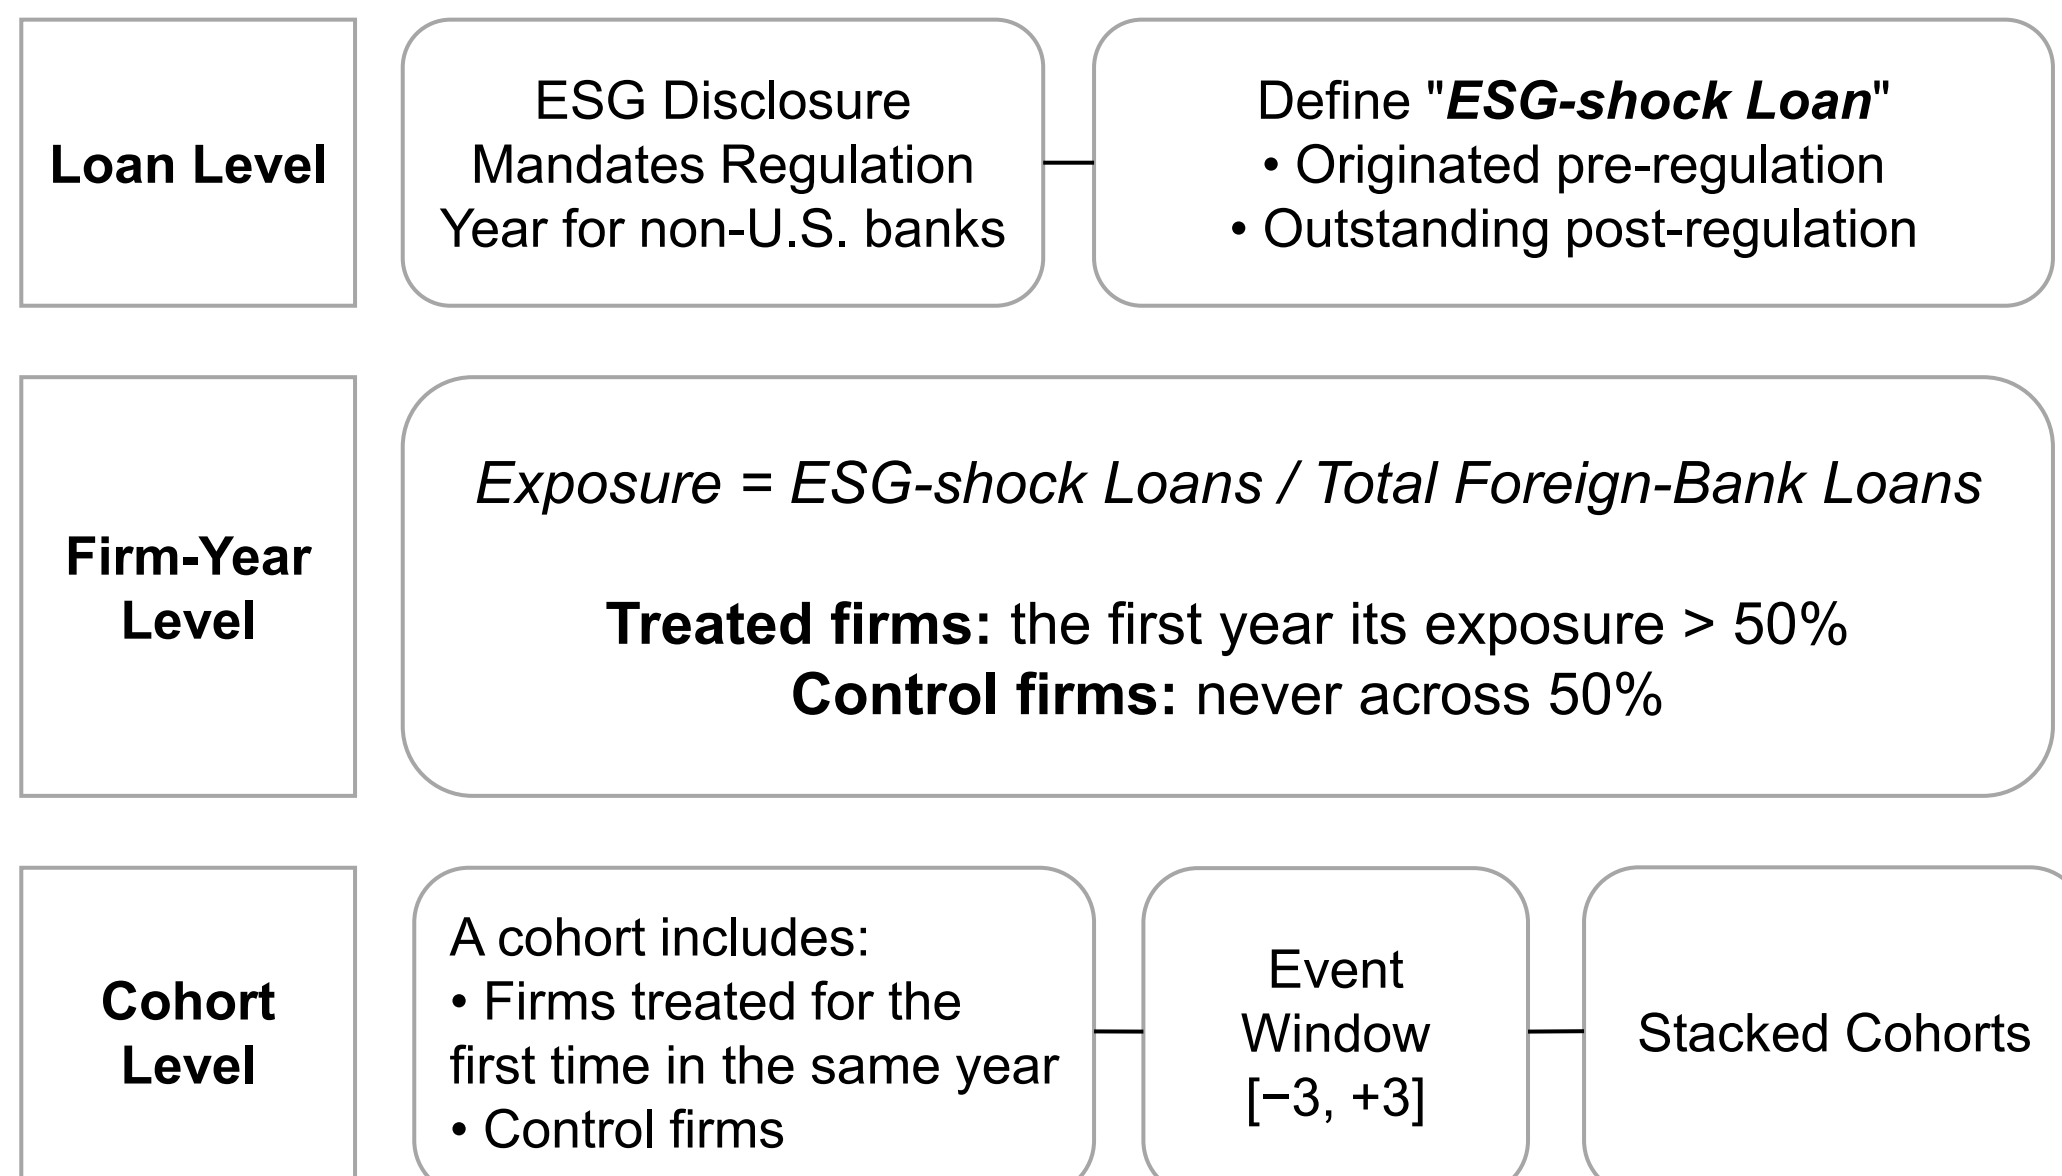 Loan Level
ESG Disclosure
Mandates Regulation
Year for non-U.S. banks
Define "ESG-shock Loan"
• Originated pre-regulation
• Outstanding post-regulation
Firm-Year
Level
Exposure = ESG-shock Loans / Total Foreign-Bank Loans
Treated firms: the first year its exposure > 50%
Control firms: never across 50%
Cohort
Level
A cohort includes:
• Firms treated for the
first time in the same year
• Control firms
Event
Window
[−3, +3]
Stacked Cohorts